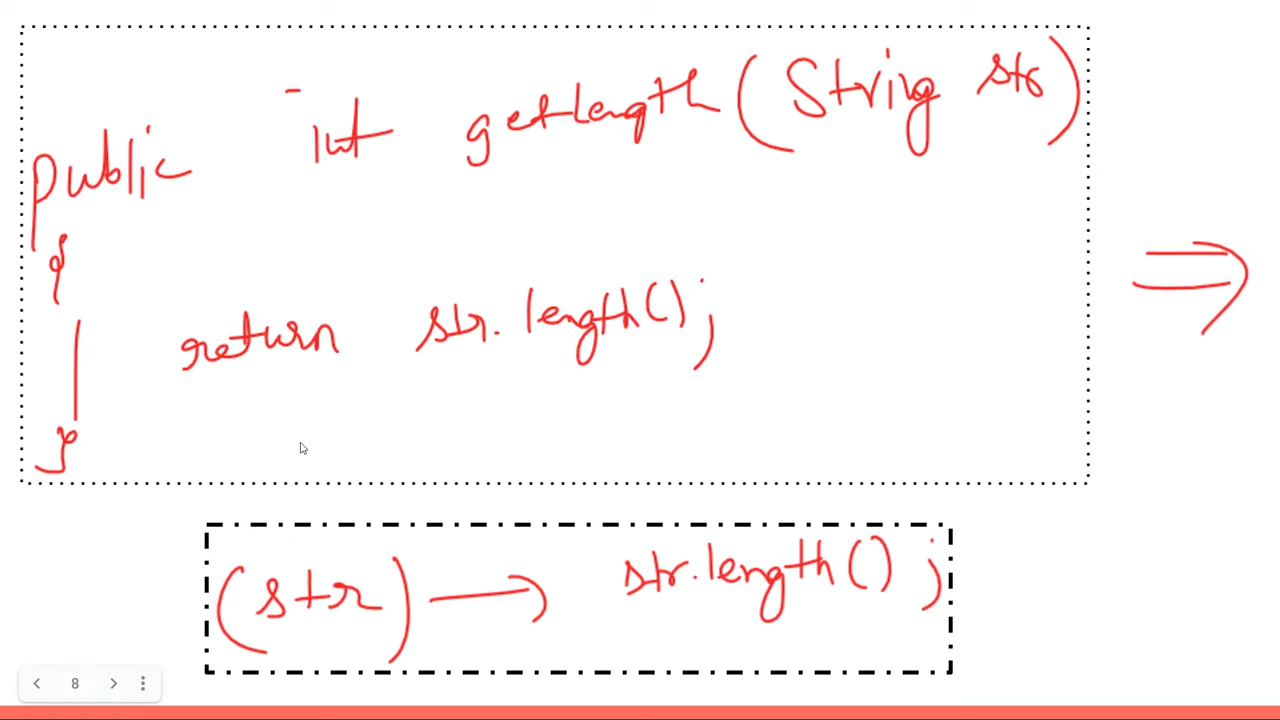 public int getLength(String str)
{
return str.length();
}
(str) → str.length();
8